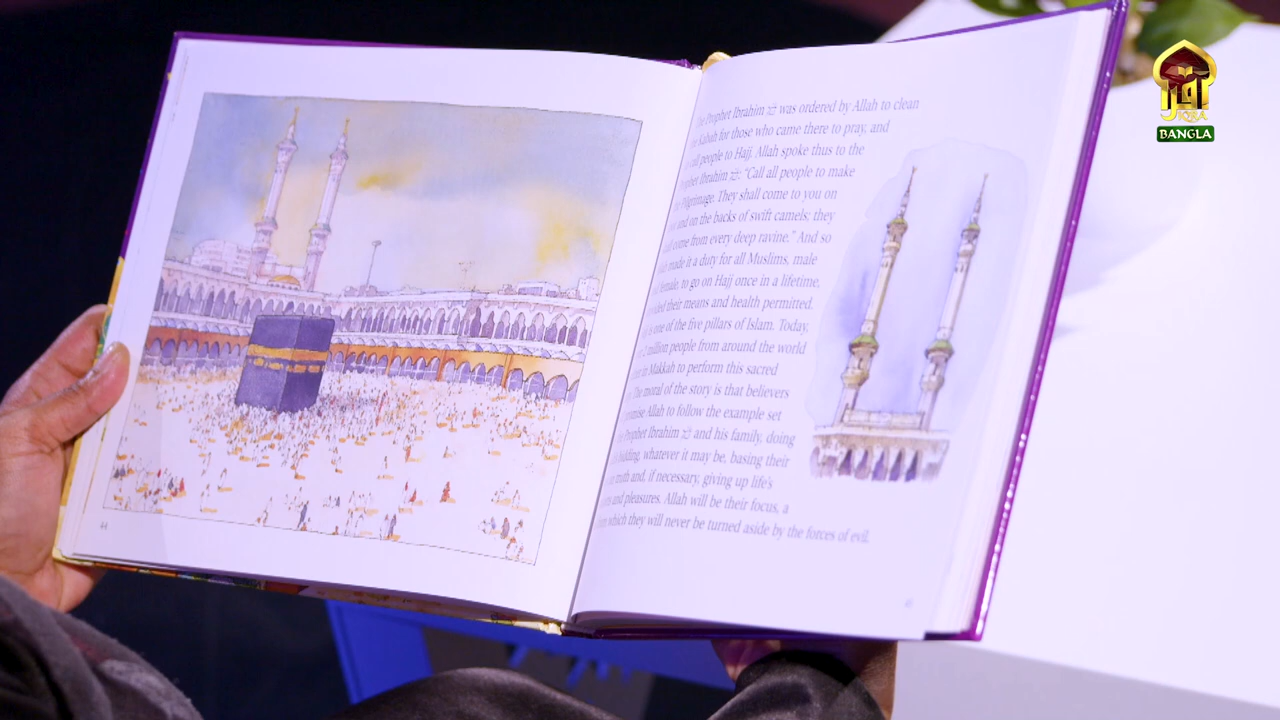 Prophet Ibrahim ﷺ was ordered by Allah to clean
Kabah for those who came there to pray, and
people to Hajj. Allah spoke thus to the
Ibrahim ﷺ: “Call all people to make
Pilgrimage. They shall come to you on
and on the backs of swift camels; they
come from every deep ravine.” And so
made it a duty for all Muslims, male
female, to go on Hajj once in a lifetime,
their means and health permitted.
is one of the five pillars of Islam. Today,
million people from around the world
in Makkah to perform this sacred
The moral of the story is that believers
Allah to follow the example set
Prophet Ibrahim ﷺ and his family, doing
bidding, whatever it may be, basing their
truth and, if necessary, giving up life's
and pleasures. Allah will be their focus, a
which they will never be turned aside by the forces of evil.
44
اقرأ
IQRA
BANGLA